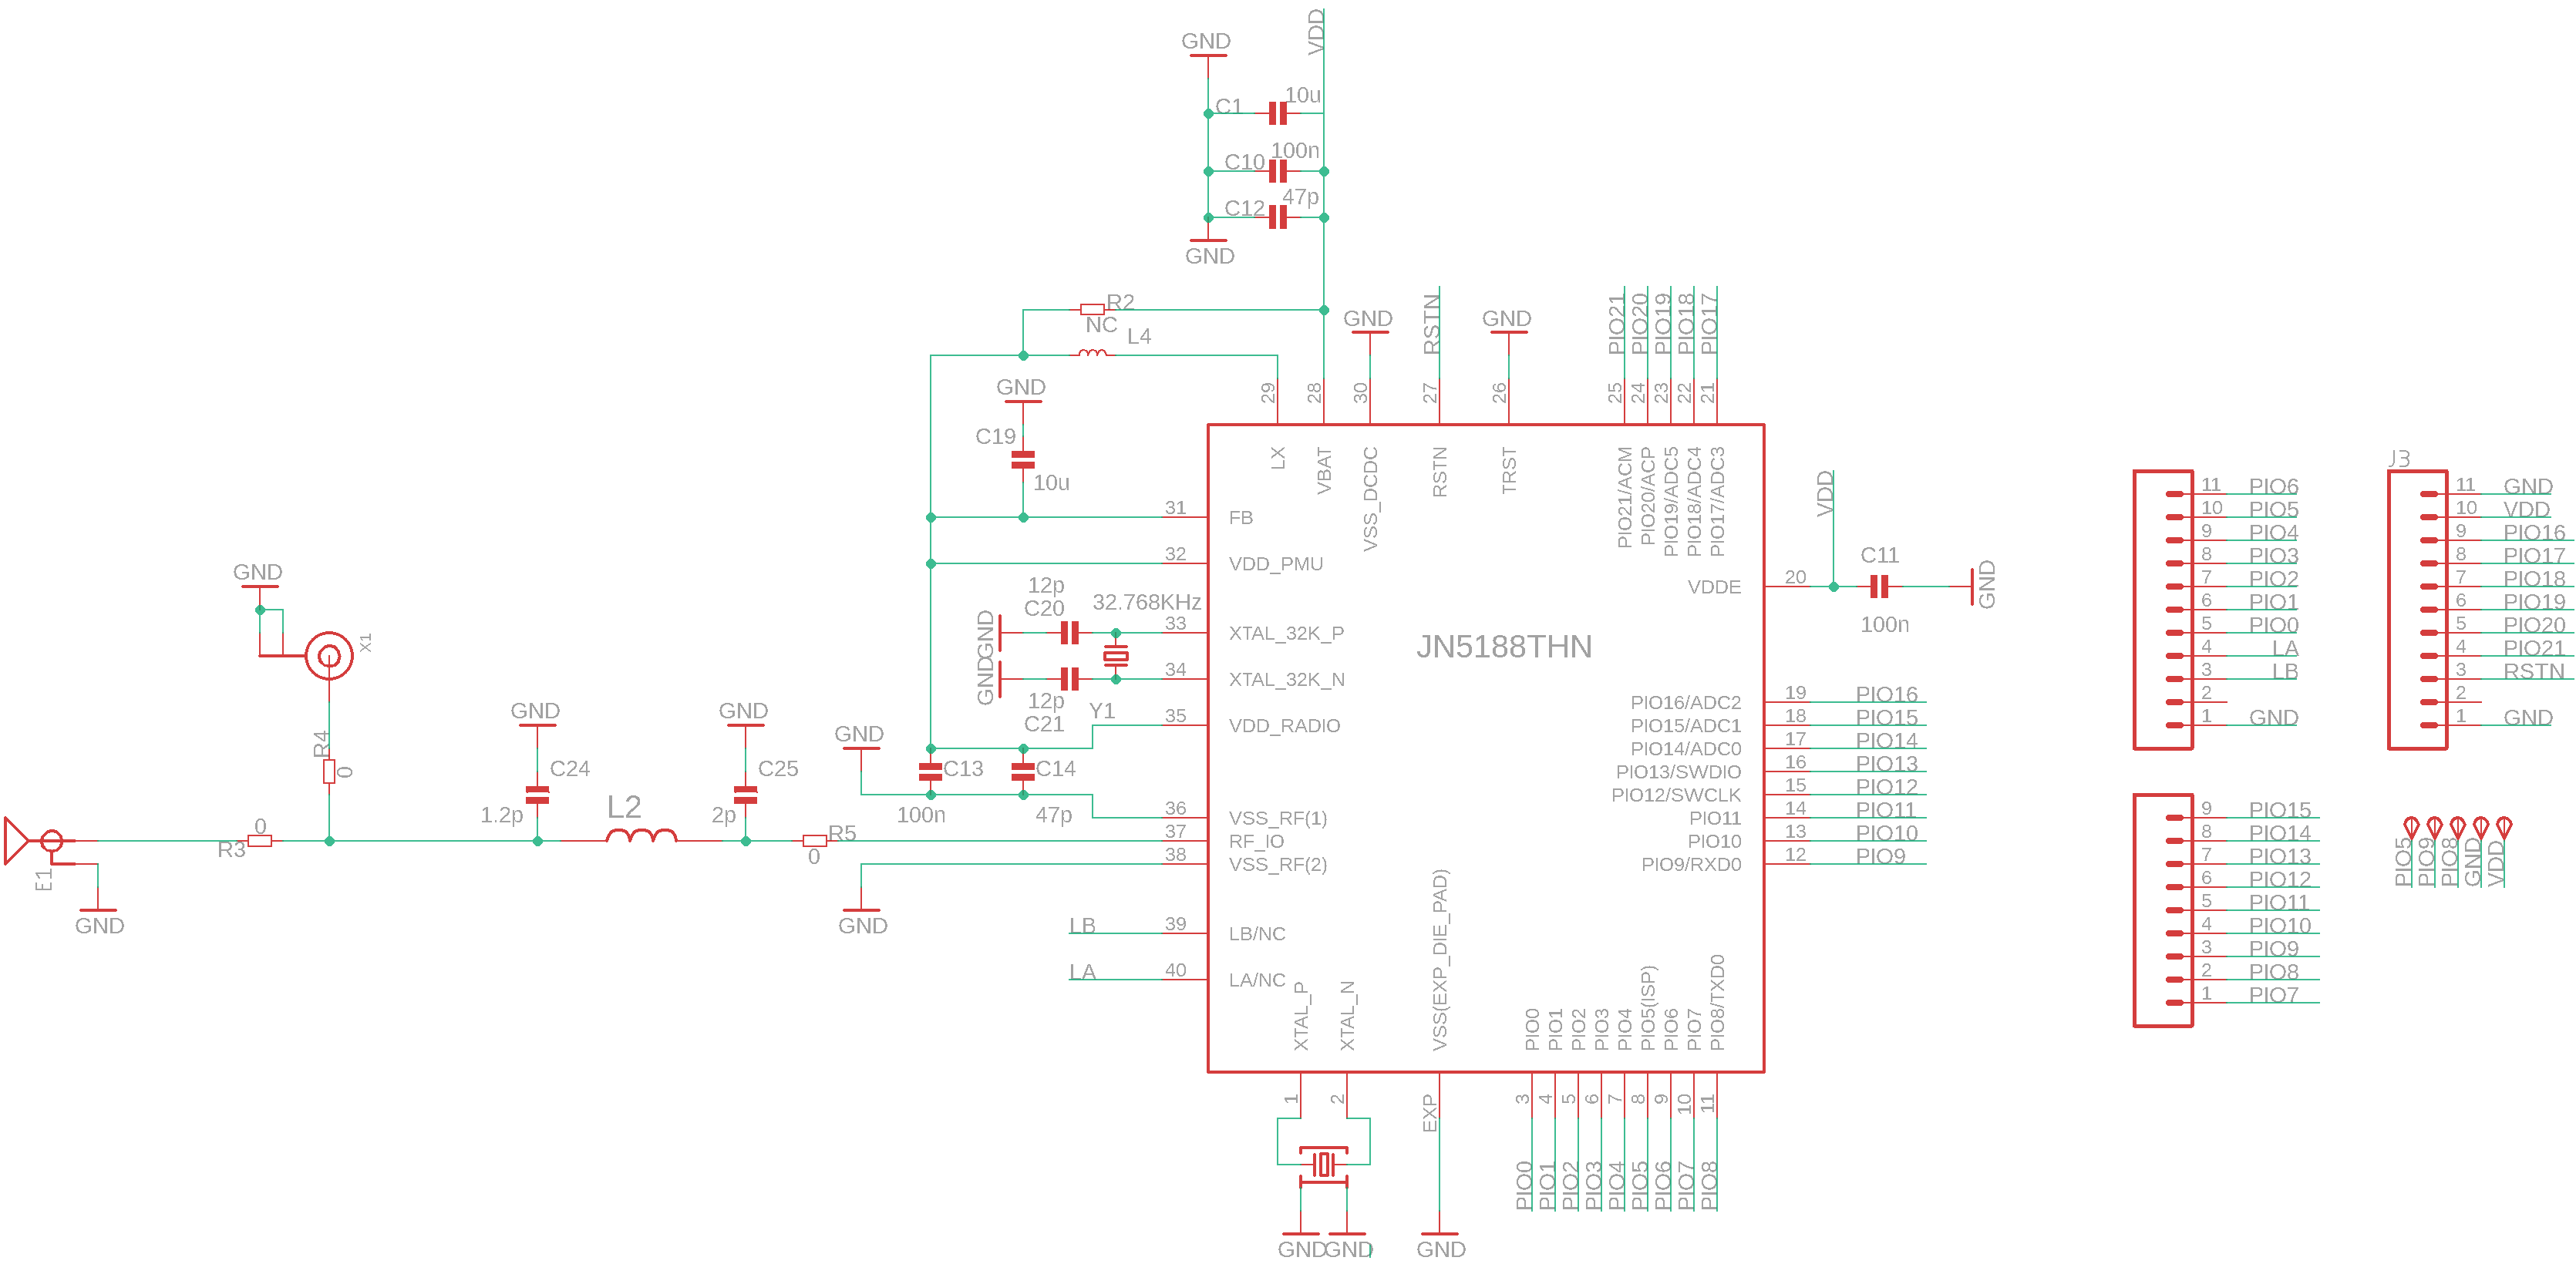 GND
VDD
C1
10u
C10
100n
C12
47p
GND
R2
NC
L4
GND
RSTN
GND
PIO21
PIO20
PIO19
PIO18
PIO17
29
28
30
27
26
25
24
23
22
21
GND
C19
10u
LX
VBAT
VSS_DCDC
RSTN
TRST
PIO21/ACM
PIO20/ACP
PIO19/ADC5
PIO18/ADC4
PIO17/ADC3
31 FB
32 VDD_PMU
12p
C20
32.768KHz
GND
33 XTAL_32K_P
GND
34 XTAL_32K_N
12p
C21
Y1
35 VDD_RADIO
JN5188THN
VDD
VDDE 20
C11
100n
GND
GND
X1
R4
0
GND
C24
1.2p
L2
GND
C25
2p
GND
C13
100n
C14
47p
36 VSS_RF(1)
37 RF_IO
38 VSS_RF(2)
0
R3
R5
0
E1
GND
GND
LB 39 LB/NC
LA 40 LA/NC
PIO16/ADC2 19 PIO16
PIO15/ADC1 18 PIO15
PIO14/ADC0 17 PIO14
PIO13/SWDIO 16 PIO13
PIO12/SWCLK 15 PIO12
PIO11 14 PIO11
PIO10 13 PIO10
PIO9/RXD0 12 PIO9
XTAL_P
XTAL_N
VSS(EXP_DIE_PAD)
PIO0
PIO1
PIO2
PIO3
PIO4
PIO5(ISP)
PIO6
PIO7
PIO8/TXD0
1
2
EXP
3
4
5
6
7
8
9
10
11
PIO0
PIO1
PIO2
PIO3
PIO4
PIO5
PIO6
PIO7
PIO8
GND
GND
GND
11 PIO6
10 PIO5
9 PIO4
8 PIO3
7 PIO2
6 PIO1
5 PIO0
4 LA
3 LB
2
1 GND
J3
11 GND
10 VDD
9 PIO16
8 PIO17
7 PIO18
6 PIO19
5 PIO20
4 PIO21
3 RSTN
2
1 GND
9 PIO15
8 PIO14
7 PIO13
6 PIO12
5 PIO11
4 PIO10
3 PIO9
2 PIO8
1 PIO7
PIO5
PIO9
PIO8
GND
VDD